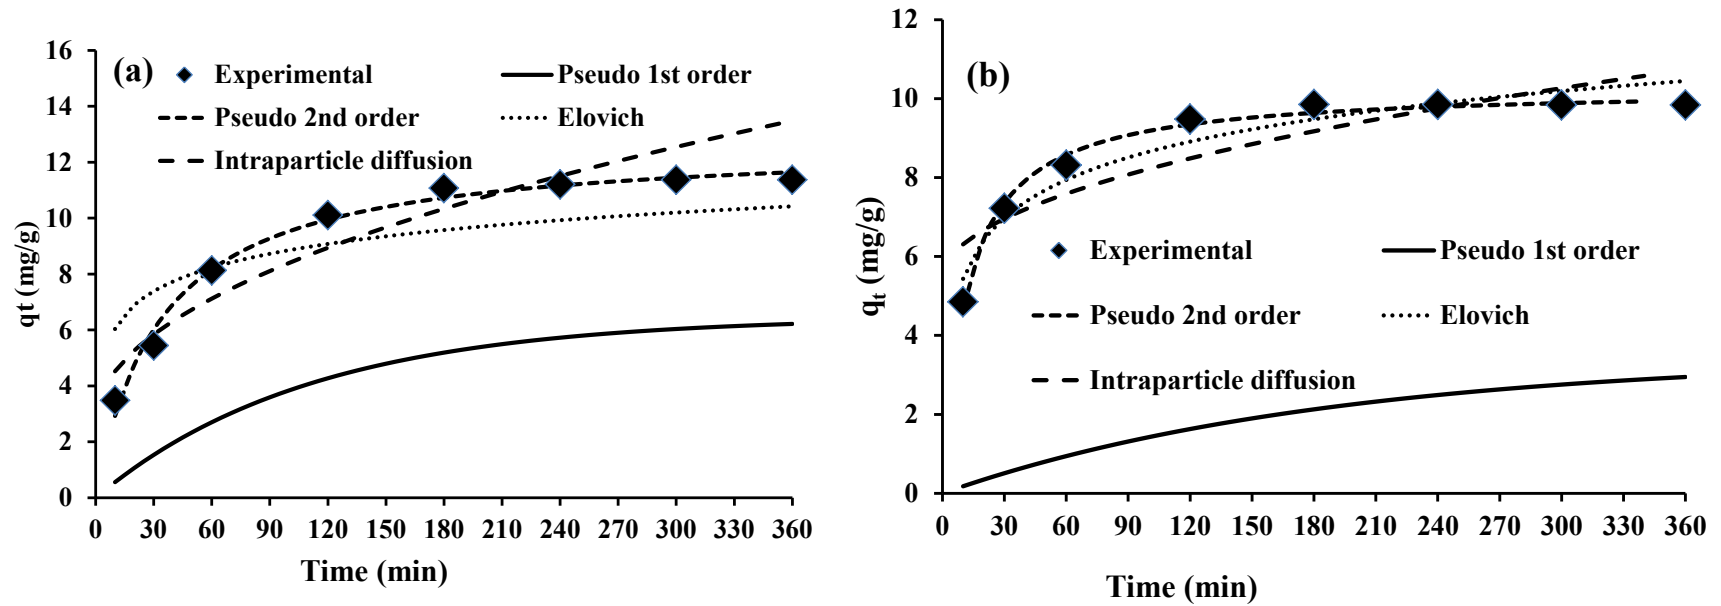 (a)
Experimental
Pseudo 1st order
Pseudo 2nd order
Elovich
Intraparticle diffusion
16
14
12
10
8
6
4
2
0
qt (mg/g)
0 30 60 90 120 150 180 210 240 270 300 330 360
Time (min)
(b)
12
10
8
6
4
2
0
qt (mg/g)
Experimental
Pseudo 1st order
Pseudo 2nd order
Elovich
Intraparticle diffusion
0 30 60 90 120 150 180 210 240 270 300 330 360
Time (min)